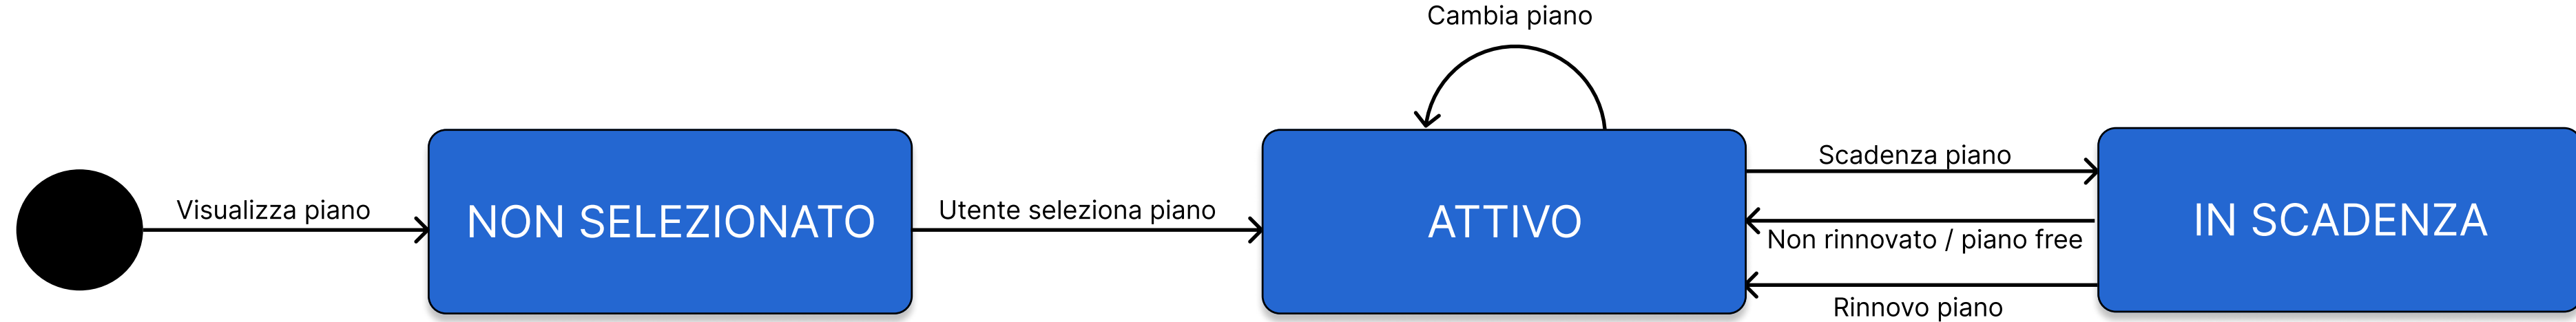 Cambia piano
Visualizza piano
NON SELEZIONATO
Utente seleziona piano
ATTIVO
Scadenza piano
Non rinnovato / piano free
Rinnovo piano
IN SCADENZA